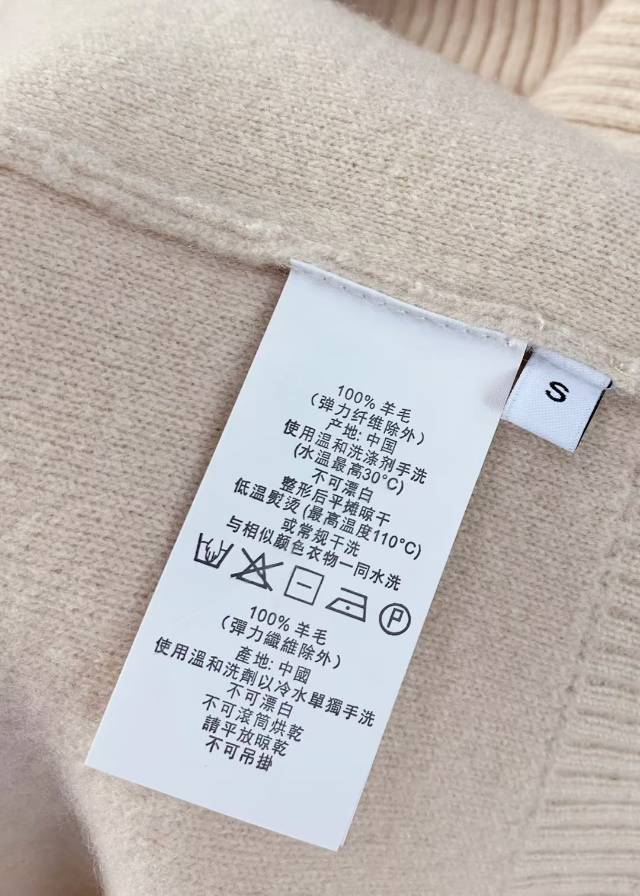 100% 羊毛
（弹力纤维除外）
产地: 中国
使用温和洗涤剂手洗
(水温最高30°C)
不可漂白
整形后平摊晾干
低温熨烫 (最高温度110°C)
或常规干洗
与相似颜色衣物一同水洗
P
100% 羊毛
（彈力纖維除外）
產地: 中國
使用溫和洗劑以冷水單獨手洗
不可漂白
不可滾筒烘乾
請平放晾乾
不可吊掛
S